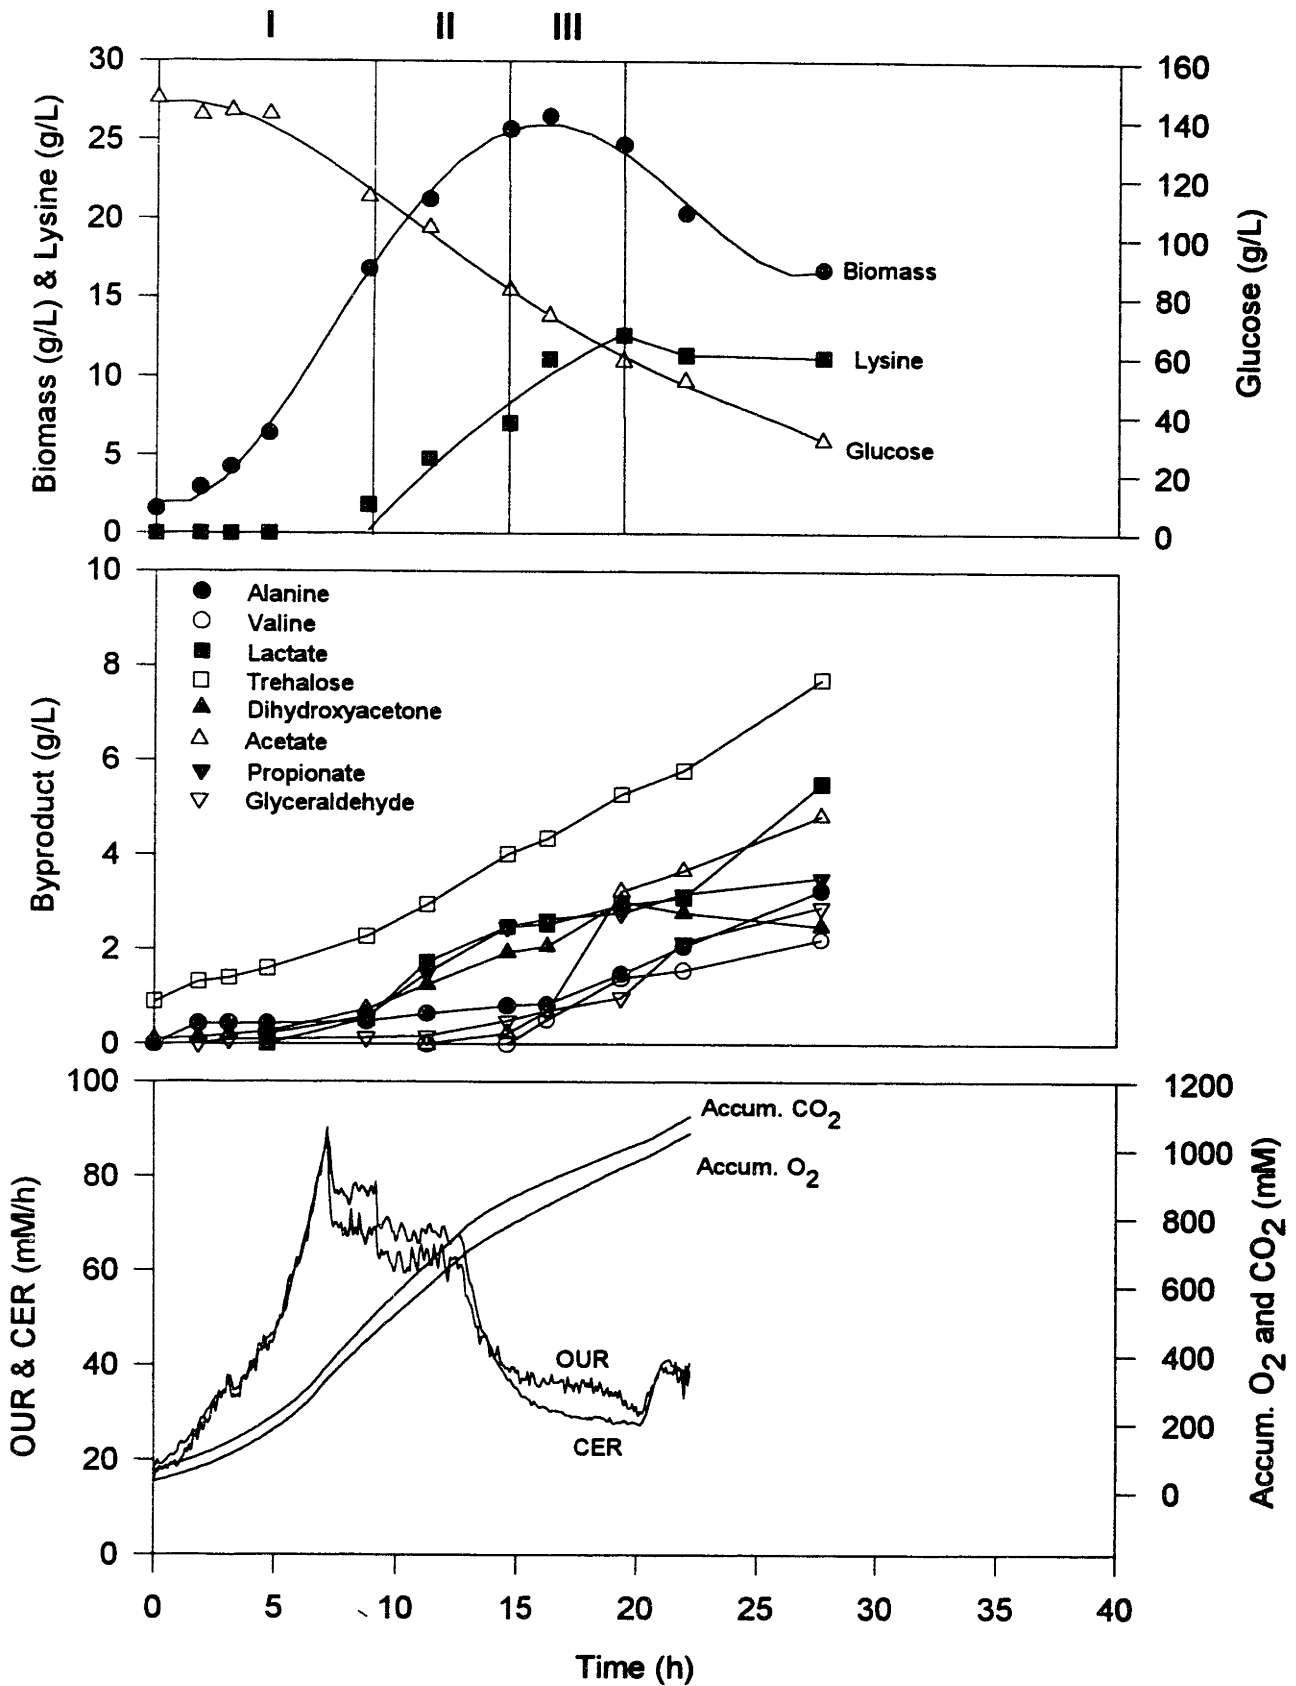 I II III
30
25
20
15
10
5
0
Biomass (g/L) & Lysine (g/L)
160
140
120
100
80
60
40
20
0
Glucose (g/L)
Biomass
Lysine
Glucose
10
8
6
4
2
0
Byproduct (g/L)
Alanine
Valine
Lactate
Trehalose
Dihydroxyacetone
Acetate
Propionate
Glyceraldehyde
100
80
60
40
20
0
OUR & CER (mM/h)
1200
1000
800
600
400
200
0
Accum. O2 and CO2 (mM)
Accum. CO2
Accum. O2
OUR
CER
0 5 10 15 20 25 30 35 40
Time (h)